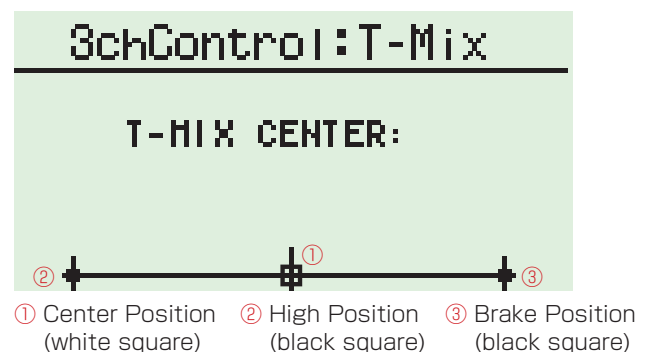 3chControl:T-Mix
T-MIX CENTER:
①
② ③
① Center Position ② High Position ③ Brake Position
(white square) (black square) (black square)